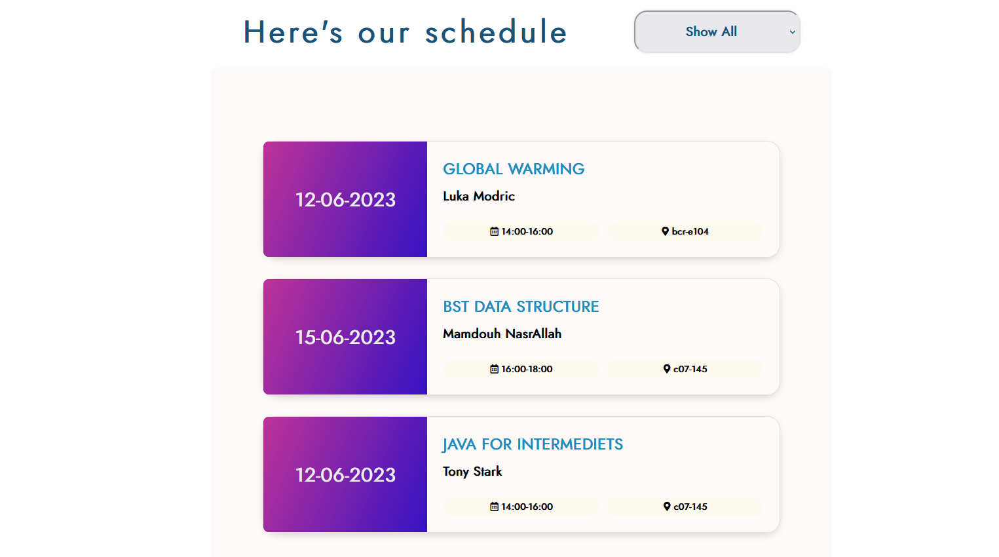 Here's our schedule
Show All
12-06-2023
GLOBAL WARMING
Luka Modric
14:00-16:00
bcr-e104
15-06-2023
BST DATA STRUCTURE
Mamdouh NasrAllah
16:00-18:00
c07-145
12-06-2023
JAVA FOR INTERMEDIETS
Tony Stark
14:00-16:00
c07-145